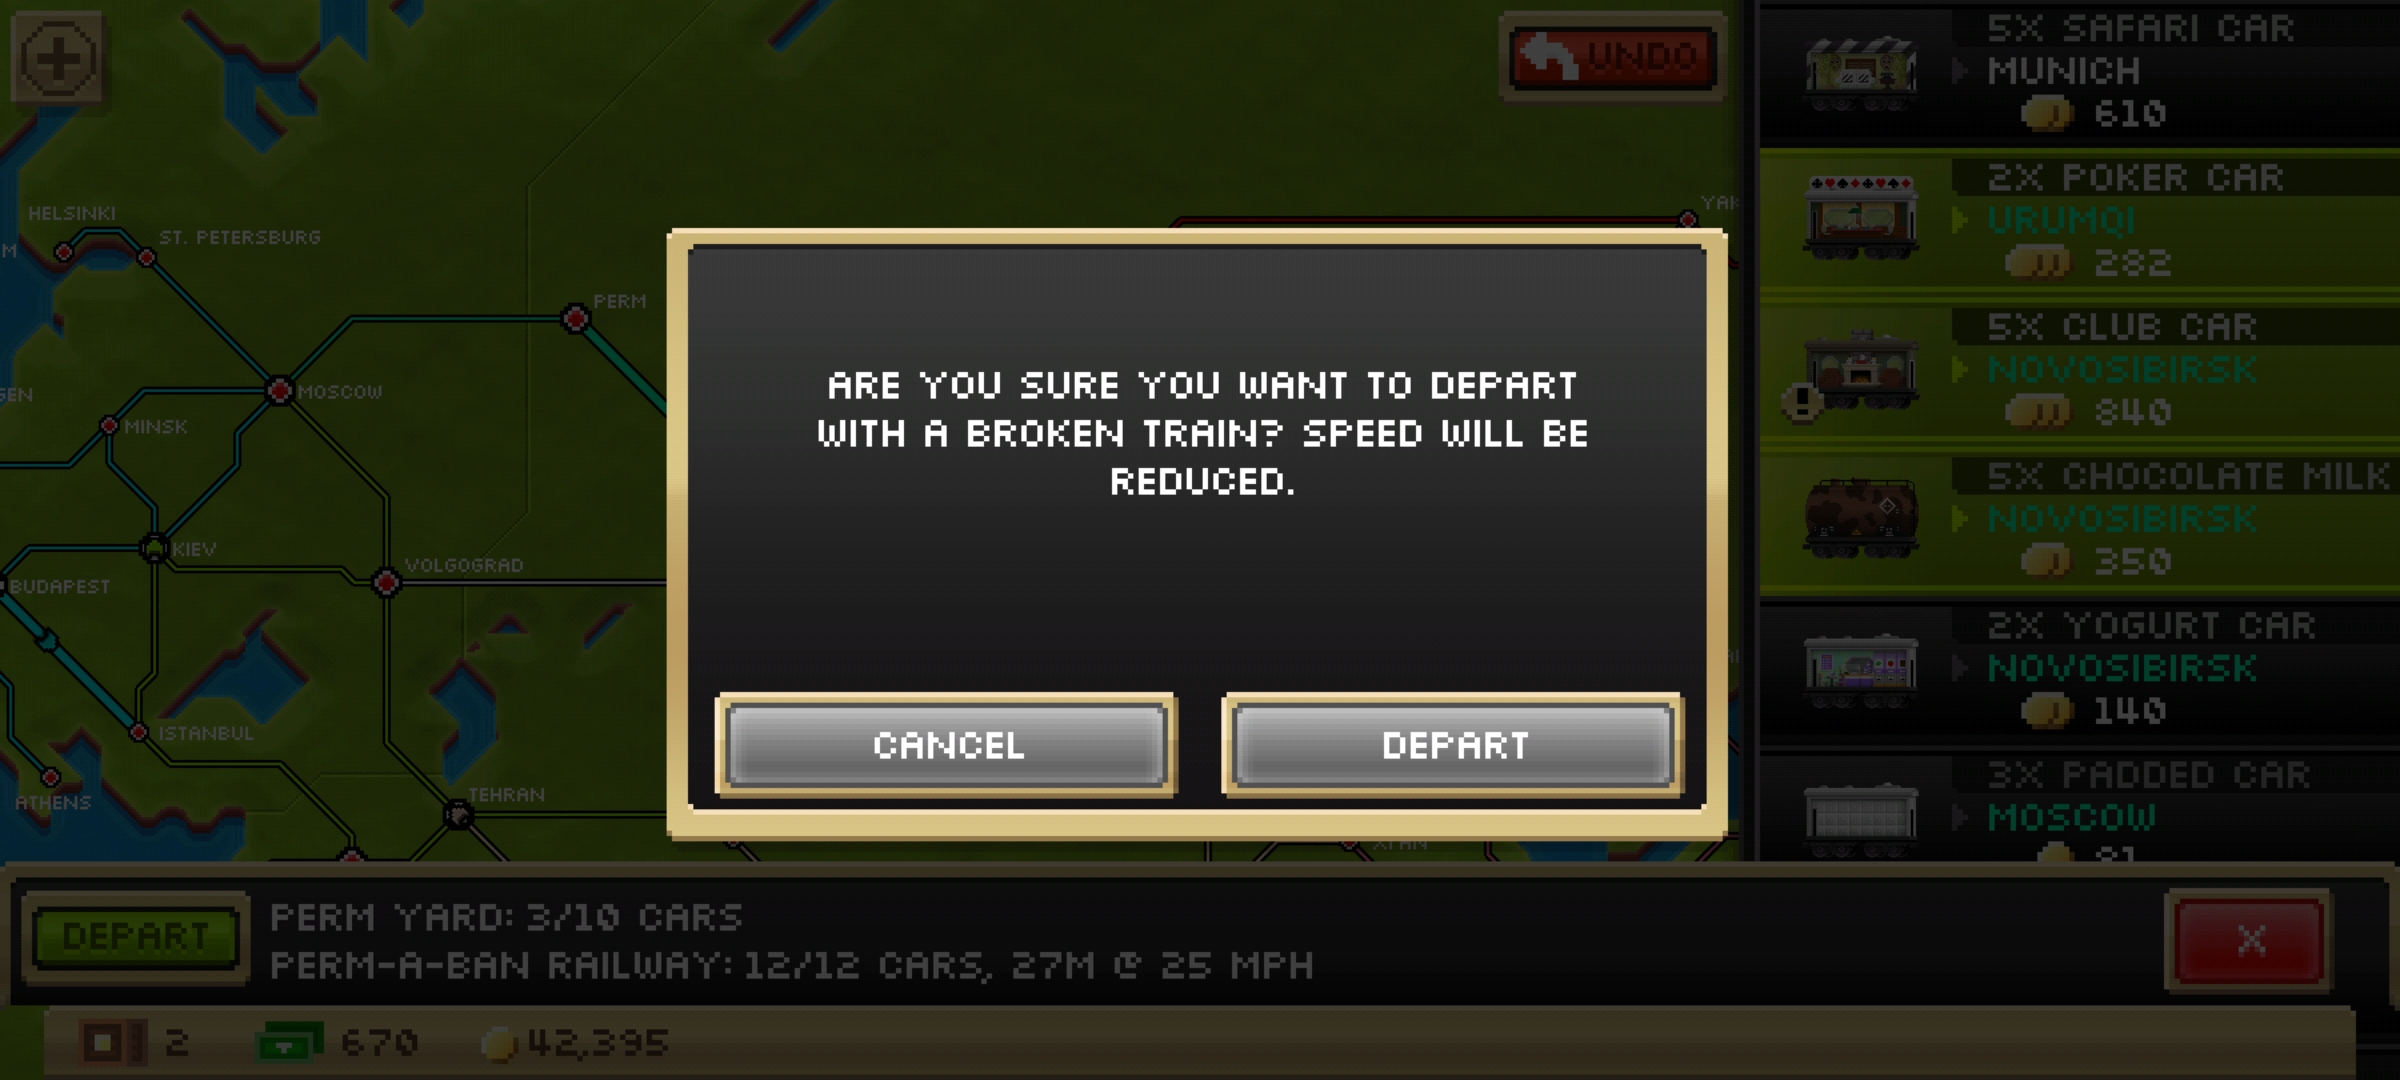 UNDO
HELSINKI
ST. PETERSBURG
PERM
MOSCOW
MINSK
KIEV
VOLGOGRAD
BUDAPEST
ISTANBUL
ATHENS
TEHRAN
ARE YOU SURE YOU WANT TO DEPART
WITH A BROKEN TRAIN? SPEED WILL BE
REDUCED.
CANCEL
DEPART
5X SAFARI CAR
MUNICH
610
2X POKER CAR
URUMQI
282
5X CLUB CAR
NOVOSIBIRSK
840
5X CHOCOLATE MILK
NOVOSIBIRSK
350
2X YOGURT CAR
NOVOSIBIRSK
140
3X PADDED CAR
MOSCOW
DEPART
PERM YARD: 3/10 CARS
PERM-A-BAN RAILWAY: 12/12 CARS, 27M @ 25 MPH
X
2
670
42,395